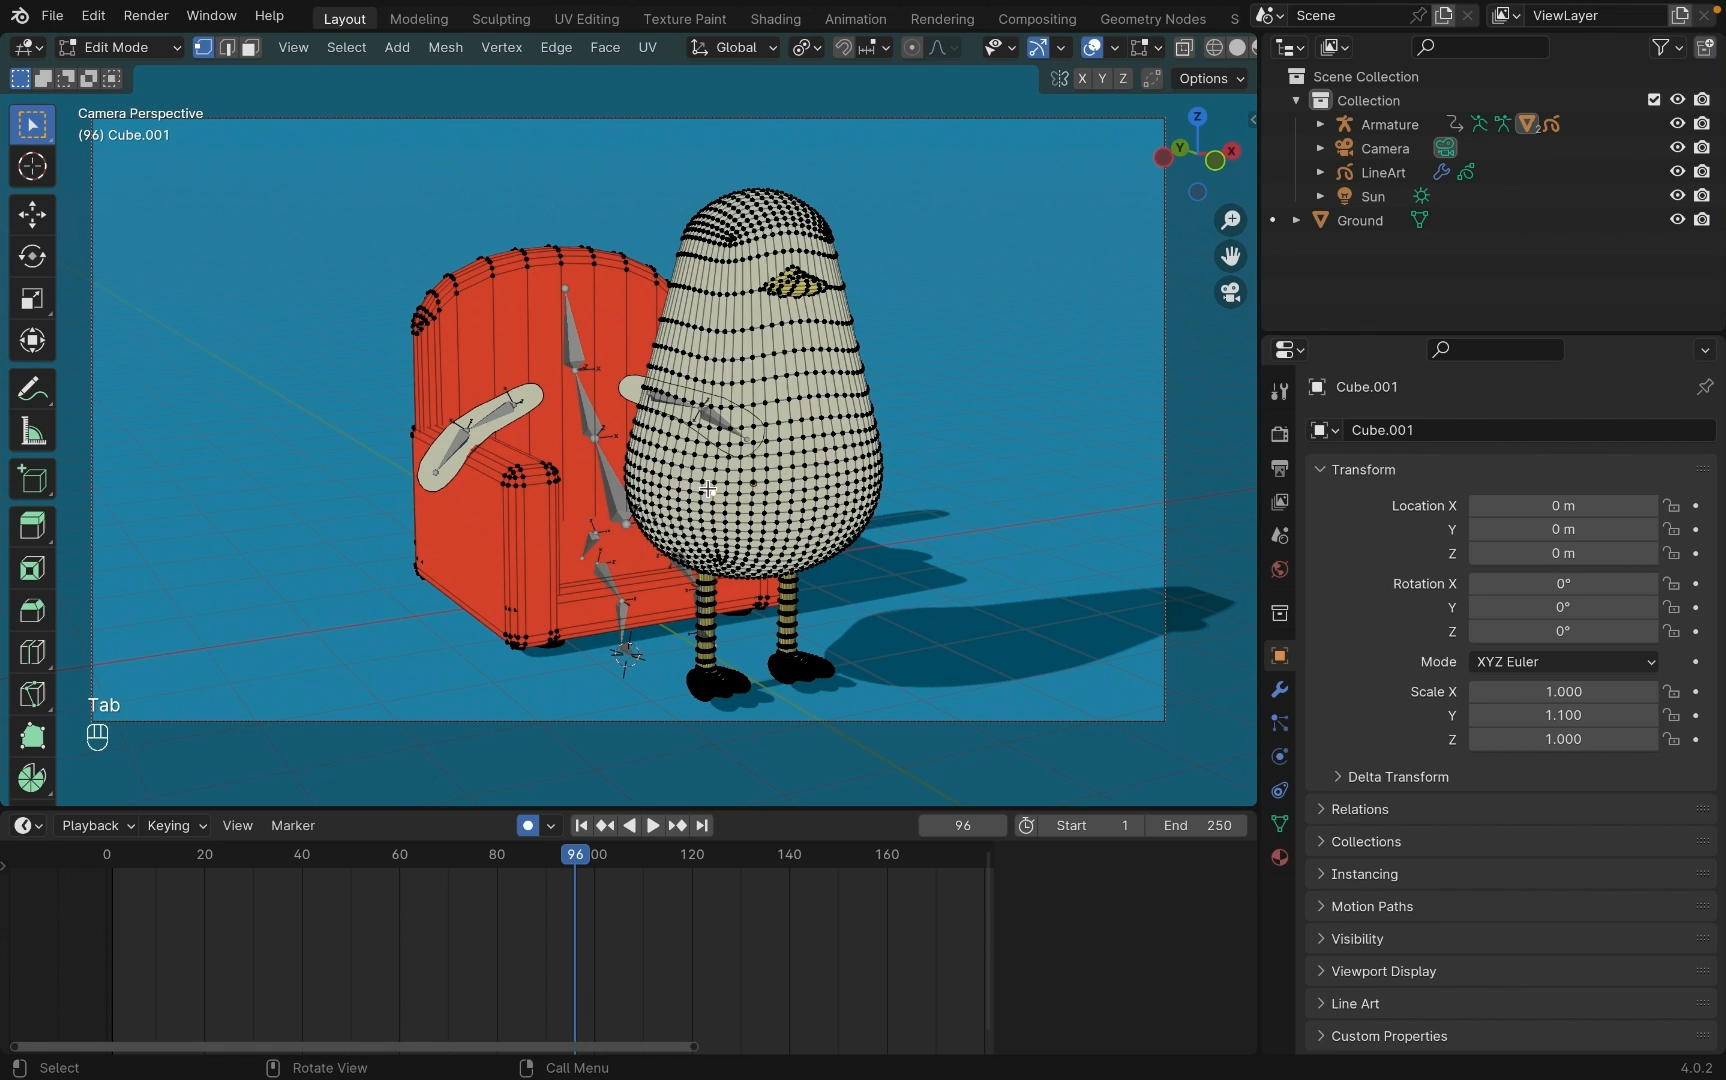 File Edit Render Window Help Layout Modeling Sculpting UV Editing Texture Paint Shading Animation Rendering Compositing Geometry Nodes S Scene ViewLayer
Edit Mode View Select Add Mesh Vertex Edge Face UV Global
X Y Z Options
Camera Perspective
(96) Cube.001
Z
Y
X
Tab
Scene Collection
Collection
Armature 2
Camera
LineArt
Sun
Ground
Cube.001
Cube.001
Transform
Location X 0 m
Y 0 m
Z 0 m
Rotation X 0°
Y 0°
Z 0°
Mode XYZ Euler
Scale X 1.000
Y 1.100
Z 1.000
Delta Transform
Relations
Collections
Instancing
Motion Paths
Visibility
Viewport Display
Line Art
Custom Properties
Playback Keying View Marker 96 Start 1 End 250
0 20 40 60 80 96 00 120 140 160
Select Rotate View Call Menu 4.0.2